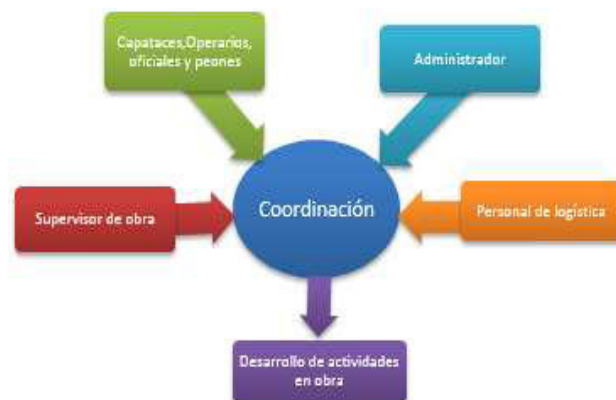 Capataces,Operarios,
oficiales y peones
Administrador
Supervisor de obra
Coordinación
Personal de logística
Desarrollo de actividades
en obra